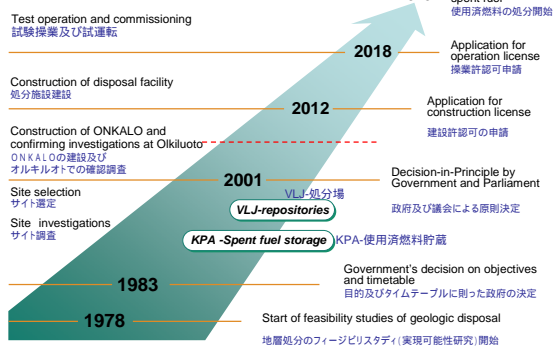 spent fuel
使用済燃料の処分開始
Test operation and commissioning
試験操業及び試運転
2018
Application for
operation license
操業許認可申請
Construction of disposal facility
処分施設建設
2012
Application for
construction license
建設許認可の申請
Construction of ONKALO and
confirming investigations at Olkiluoto
ONKALOの建設及び
オルキルオトでの確認調査
2001
Decision-in-Principle by
Government and Parliament
政府及び議会による原則決定
Site selection
サイト選定
VLJ-処分場
VLJ-repositories
Site investigations
サイト調査
KPA -Spent fuel storage
KPA-使用済燃料貯蔵
1983
Government's decision on objectives
and timetable
目的及びタイムテーブルに則った政府の決定
1978
Start of feasibility studies of geologic disposal
地層処分のフィージビリスタディ(実現可能性研究)開始